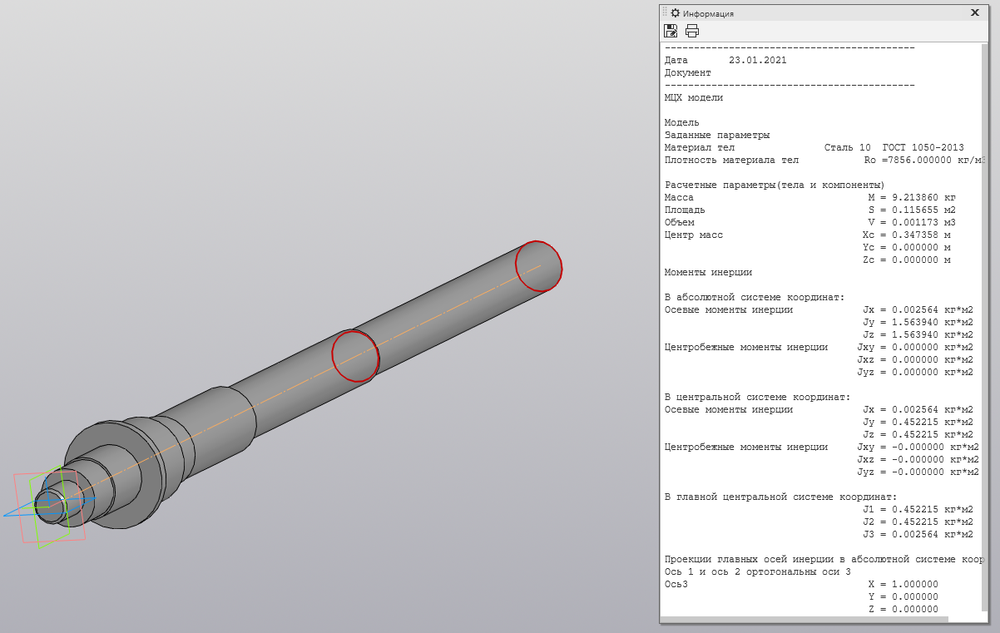 Информация
-------------------------------------------
Дата 23.01.2021
Документ
-------------------------------------------
МЦХ модели
Модель
Заданные параметры
Материал тел Сталь 10 ГОСТ 1050-2013
Плотность материала тел Ro =7856.000000 кг/м3
Расчетные параметры(тела и компоненты)
Масса M = 9.213860 кг
Площадь S = 0.115655 м2
Объем V = 0.001173 м3
Центр масс Xc = 0.347358 м
Yc = 0.000000 м
Zc = 0.000000 м
Моменты инерции
В абсолютной системе координат:
Осевые моменты инерции Jx = 0.002564 кг*м2
Jy = 1.563940 кг*м2
Jz = 1.563940 кг*м2
Центробежные моменты инерции Jxy = 0.000000 кг*м2
Jxz = 0.000000 кг*м2
Jyz = 0.000000 кг*м2
В центральной системе координат:
Осевые моменты инерции Jx = 0.002564 кг*м2
Jy = 0.452215 кг*м2
Jz = 0.452215 кг*м2
Центробежные моменты инерции Jxy = -0.000000 кг*м2
Jxz = -0.000000 кг*м2
Jyz = -0.000000 кг*м2
В главной центральной системе координат:
J1 = 0.452215 кг*м2
J2 = 0.452215 кг*м2
J3 = 0.002564 кг*м2
Проекции главных осей инерции в абсолютной системе коор
Ось 1 и ось 2 ортогональны оси 3
Ось3 X = 1.000000
Y = 0.000000
Z = 0.000000